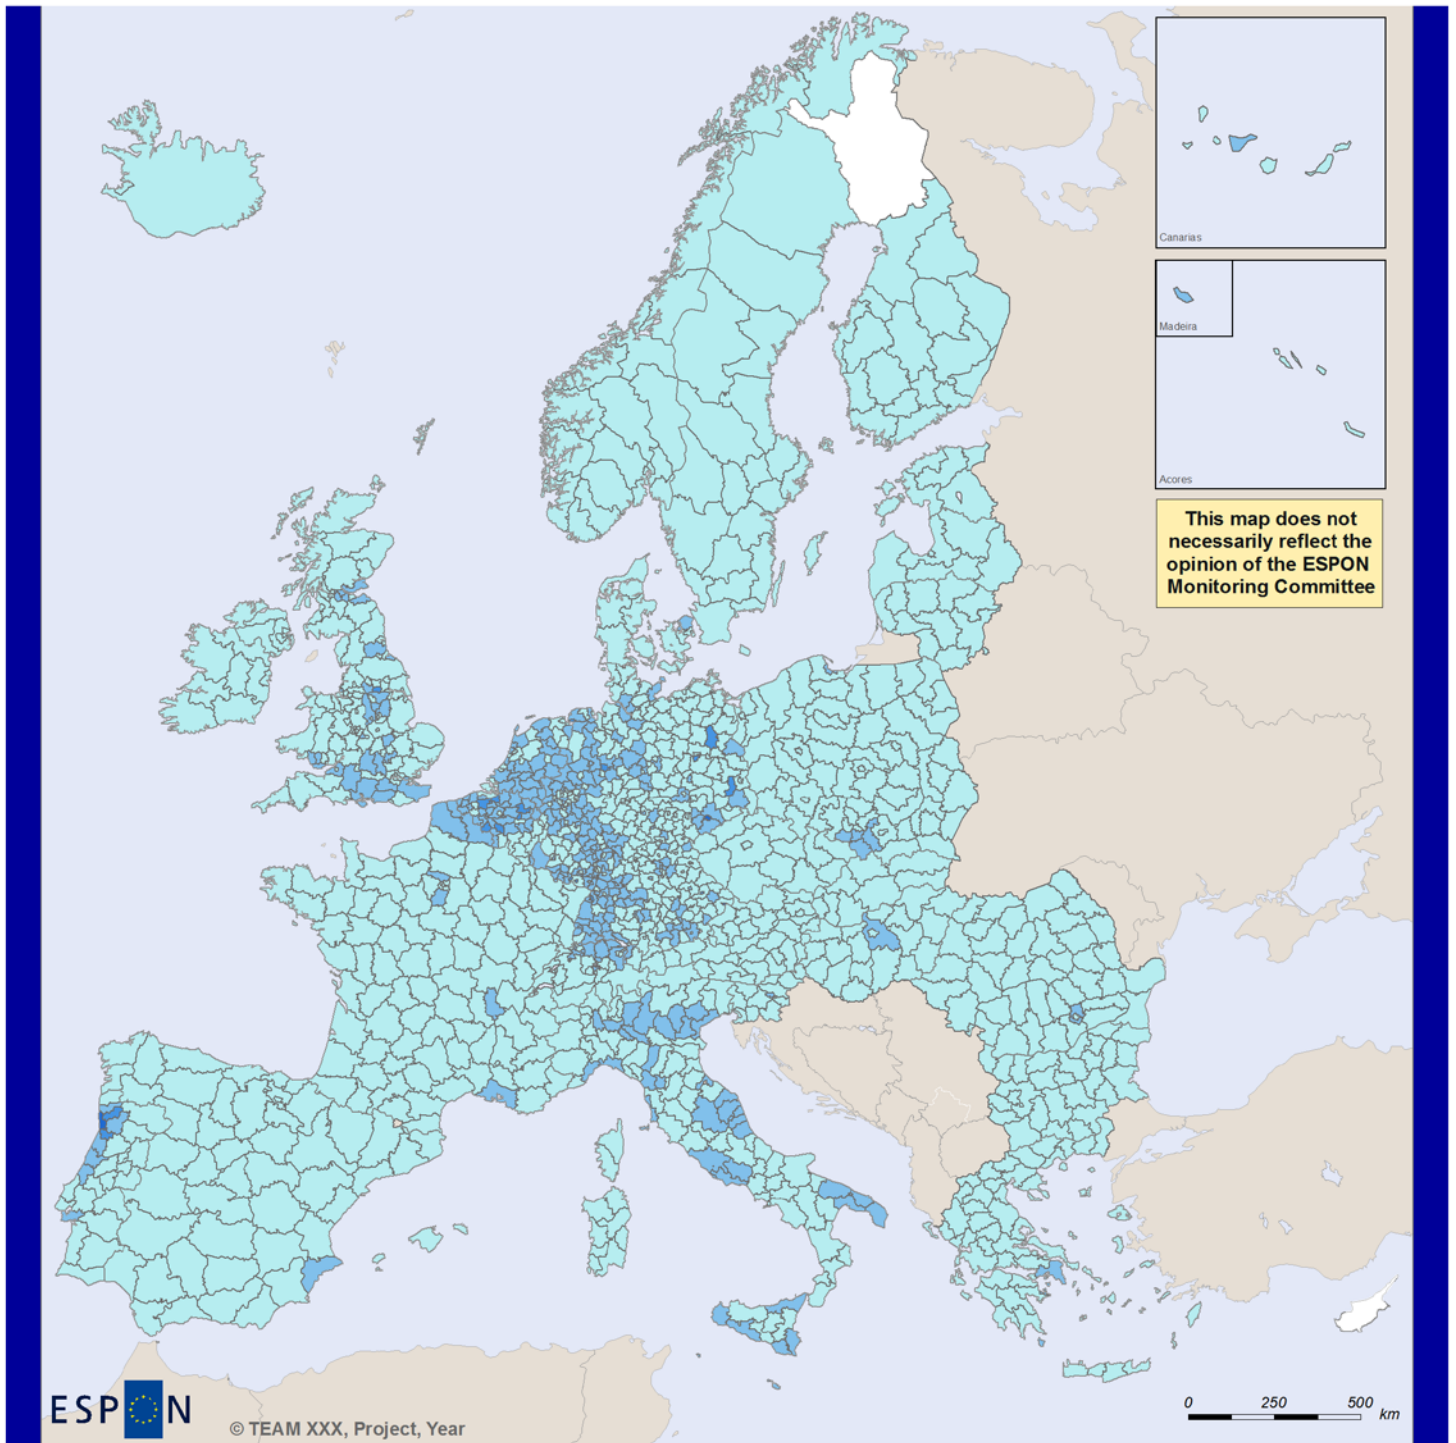 Canarias
Madeira
Acores
This map does not
necessarily reflect the
opinion of the ESPON
Monitoring Committee
ESPON
© TEAM XXX, Project, Year
0 250 500 km